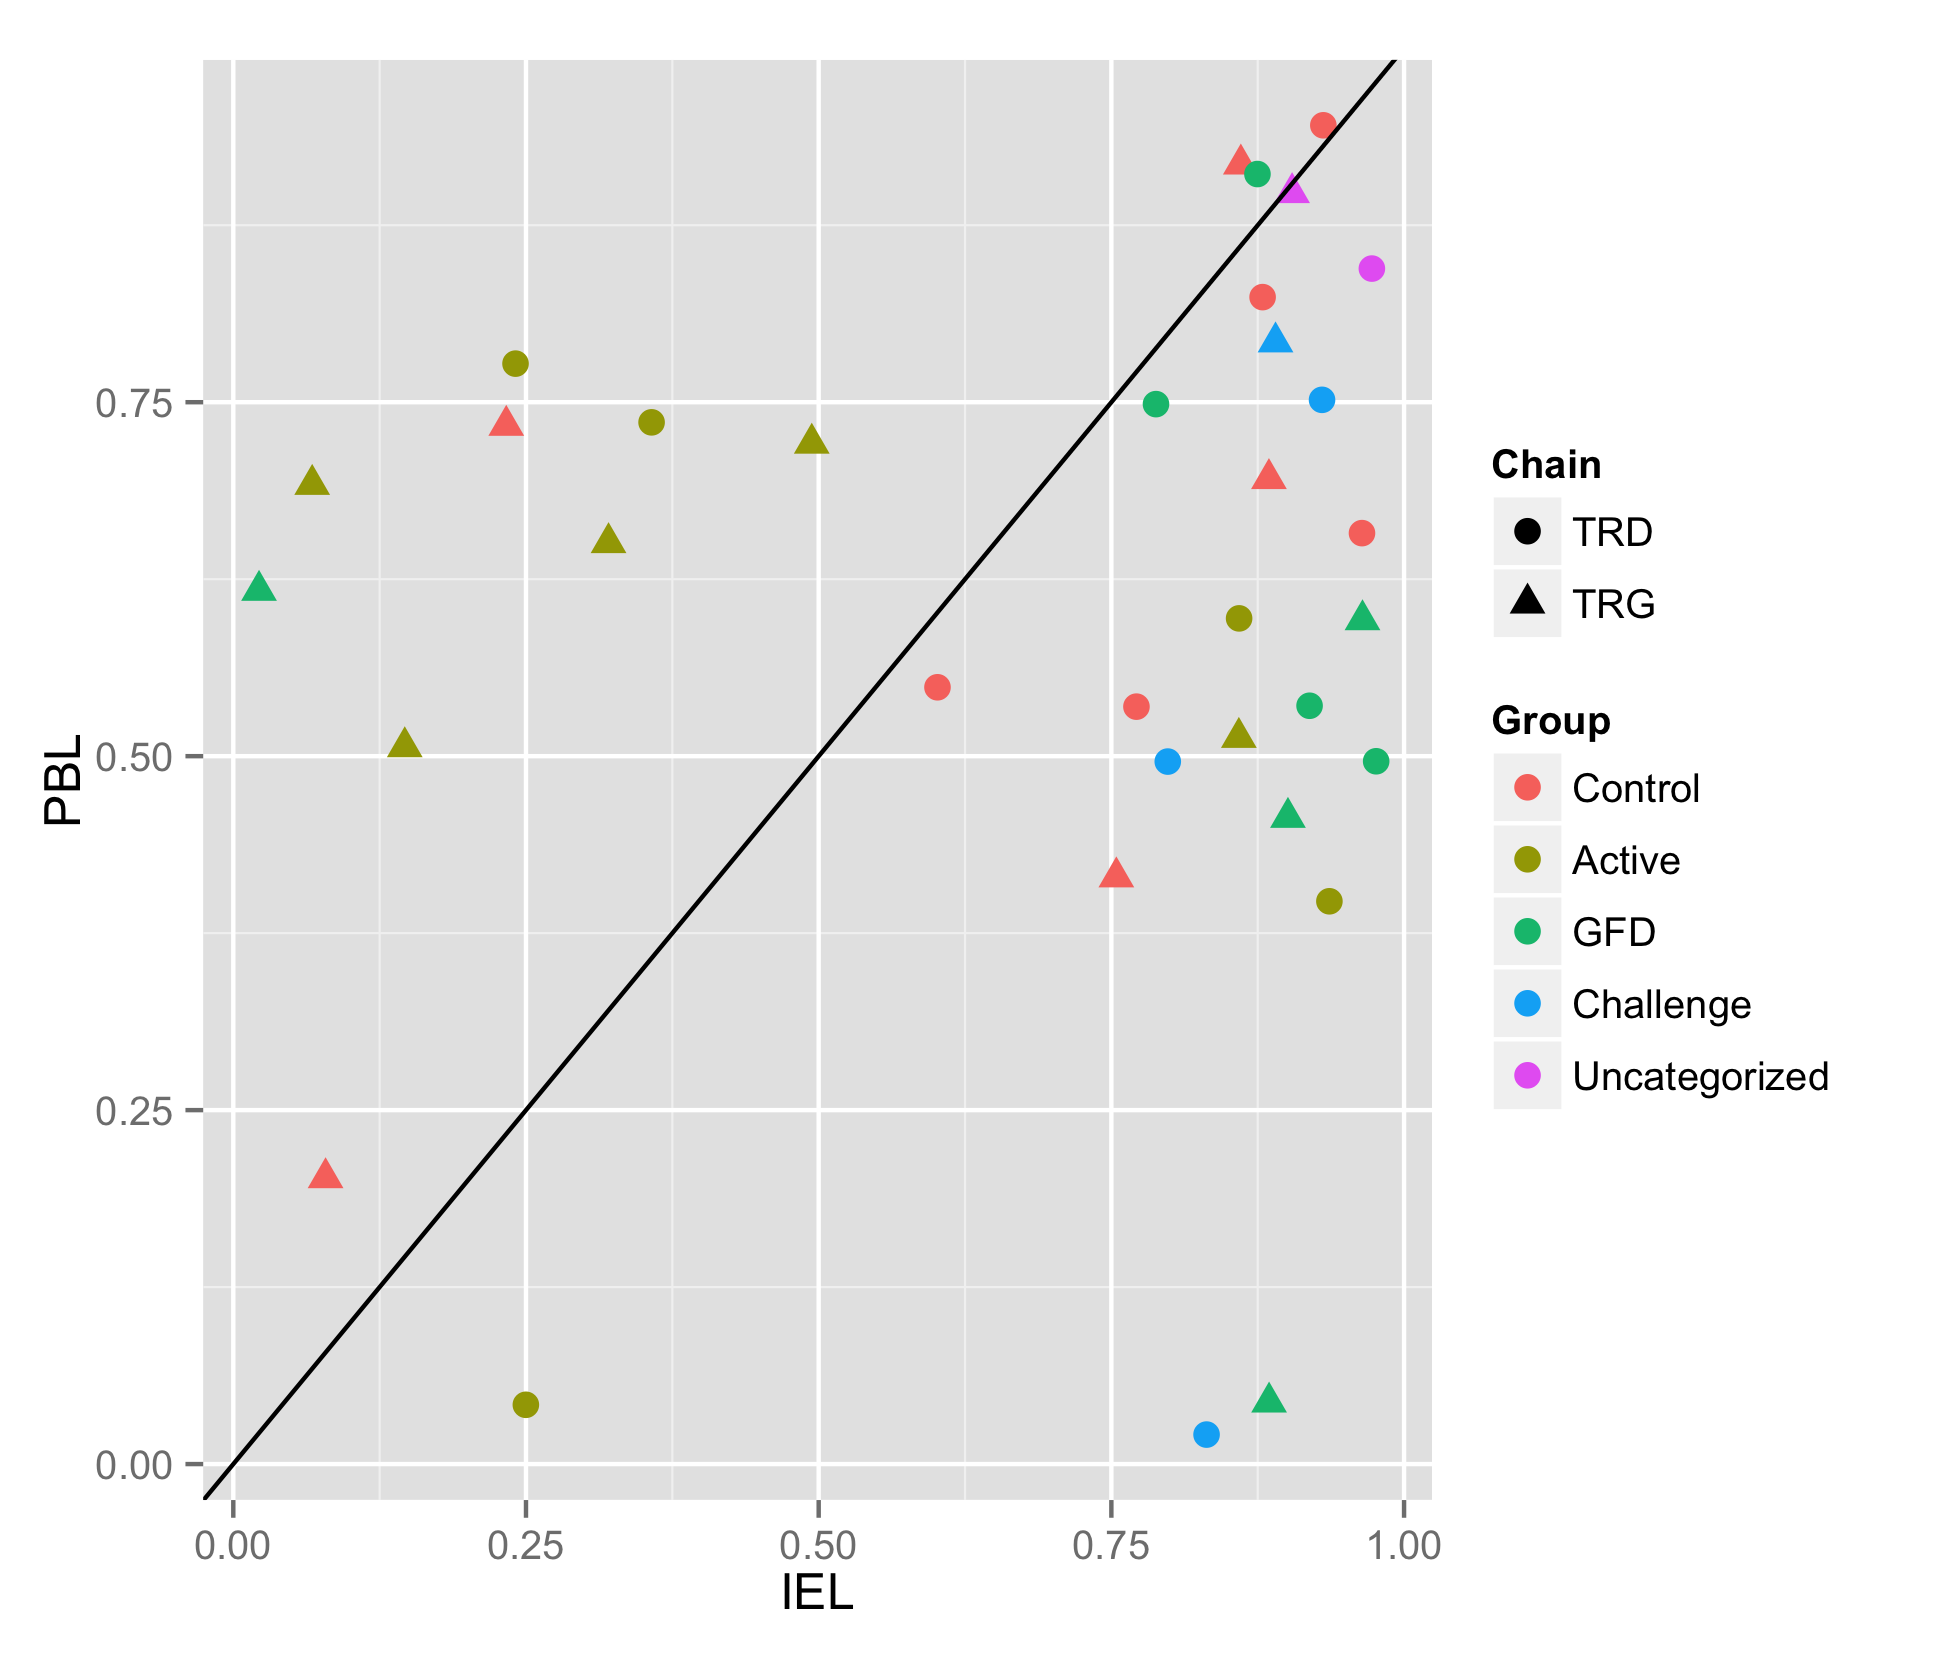 PBL
0.75
0.50
0.25
0.00
0.00 0.25 0.50 0.75 1.00
IEL
Chain
TRD
TRG
Group
Control
Active
GFD
Challenge
Uncategorized